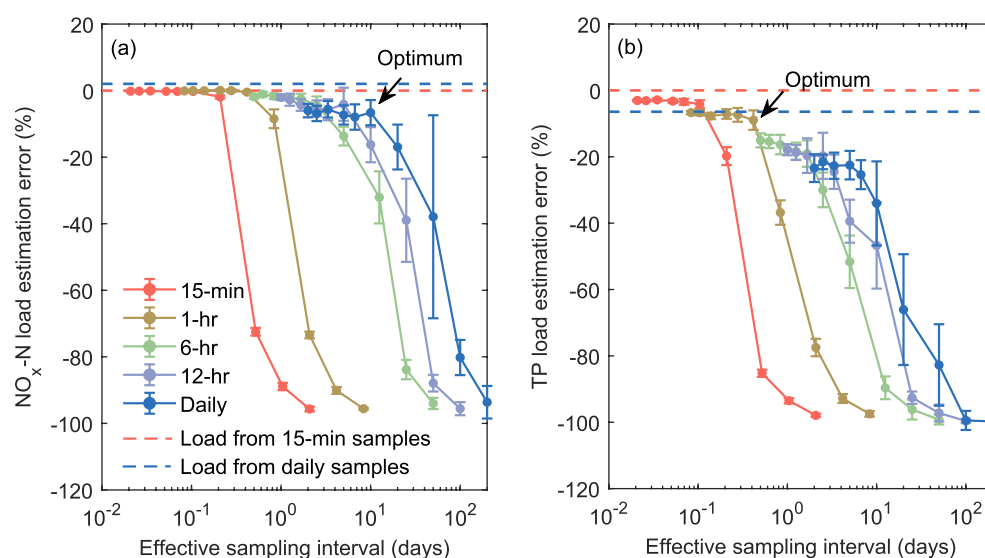 (a)
Optimum
NOx-N load estimation error (%)
20
0
-20
-40
-60
-80
-100
-120
15-min
1-hr
6-hr
12-hr
Daily
Load from 15-min samples
Load from daily samples
10-2
10-1
100
101
102
Effective sampling interval (days)
(b)
Optimum
TP load estimation error (%)
20
0
-20
-40
-60
-80
-100
-120
10-2
10-1
100
101
102
Effective sampling interval (days)